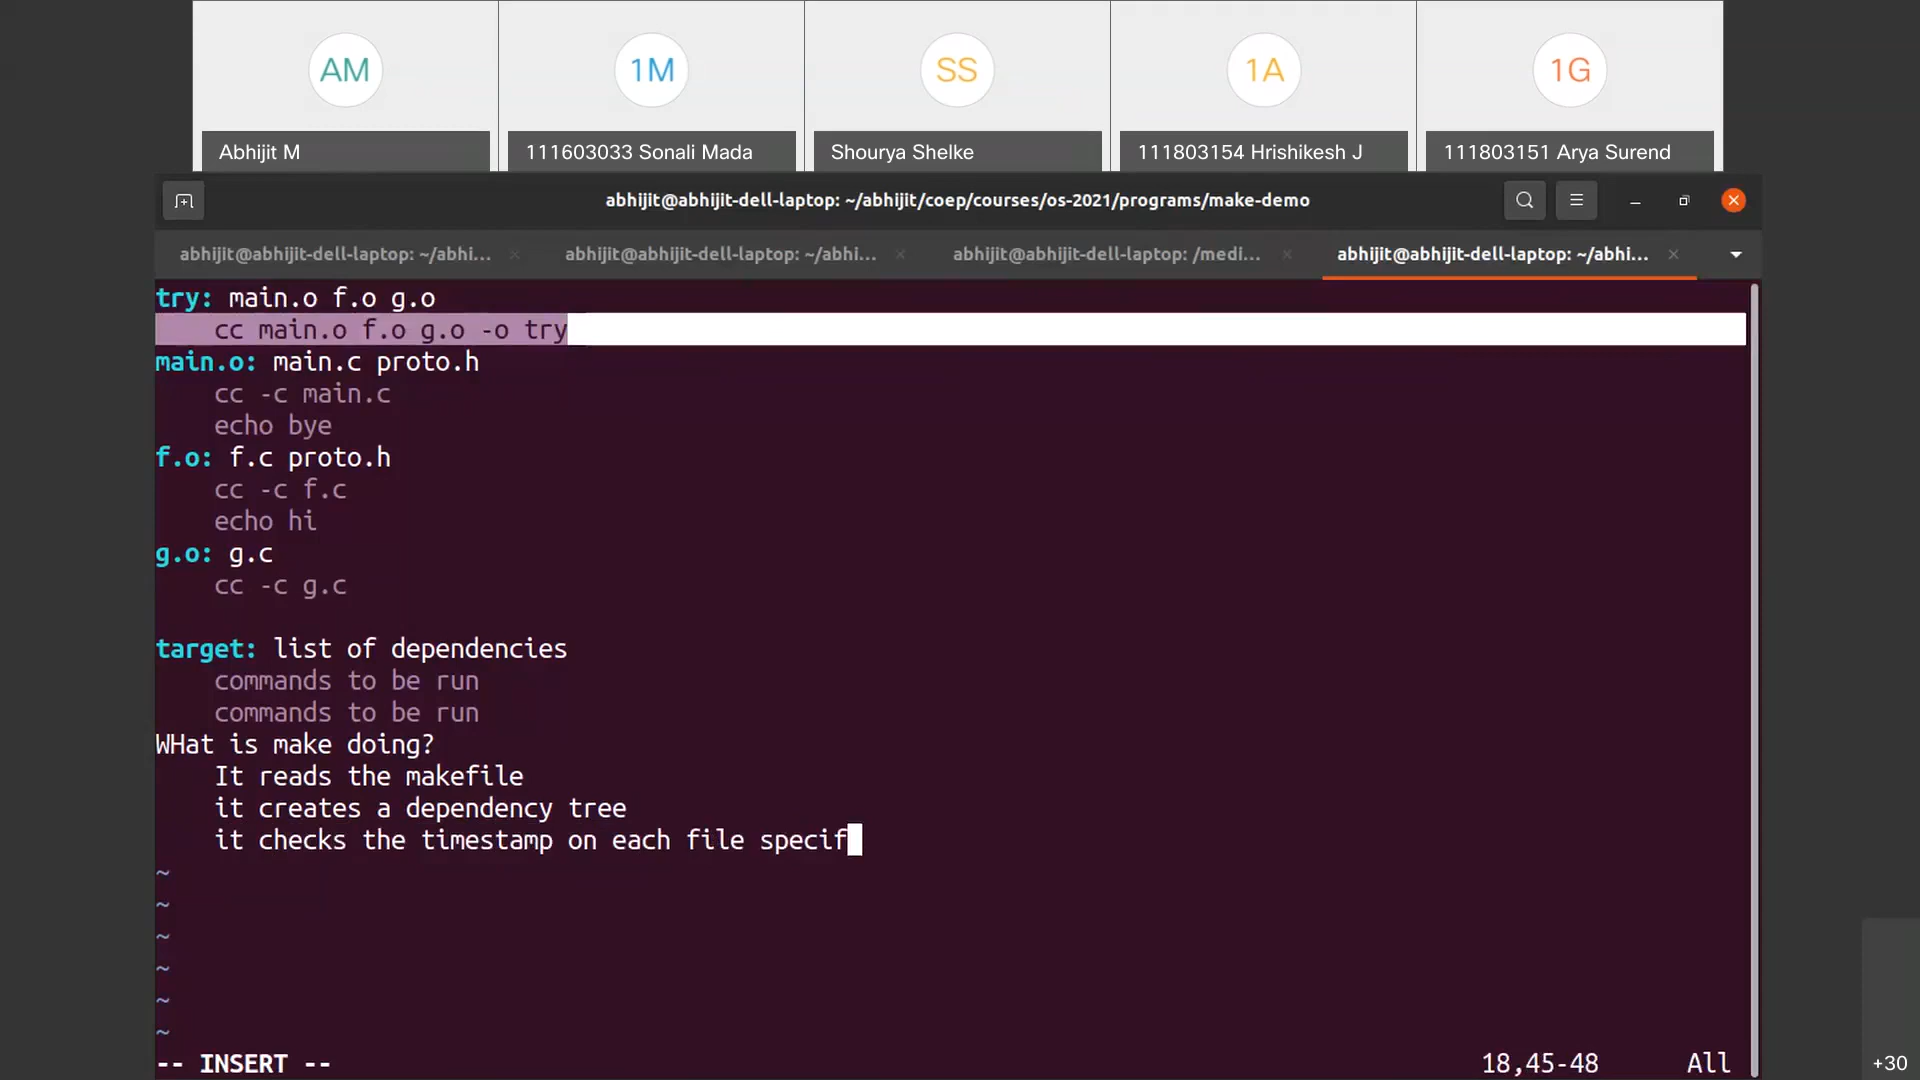 AM
1M
SS
1A
1G
Abhijit M
111603033 Sonali Mada
Shourya Shelke
111803154 Hrishikesh J
111803151 Arya Surend
abhijit@abhijit-dell-laptop: ~/abhijit/coep/courses/os-2021/programs/make-demo
abhijit@abhijit-dell-laptop: ~/abhi...
abhijit@abhijit-dell-laptop: ~/abhi...
abhijit@abhijit-dell-laptop: /medi...
abhijit@abhijit-dell-laptop: ~/abhi...
try: main.o f.o g.o
    cc main.o f.o g.o -o try
main.o: main.c proto.h
    cc -c main.c
    echo bye
f.o: f.c proto.h
    cc -c f.c
    echo hi
g.o: g.c
    cc -c g.c
target: list of dependencies
    commands to be run
    commands to be run
WHat is make doing?
    It reads the makefile
    it creates a dependency tree
    it checks the timestamp on each file specif
~
~
~
~
~
~
-- INSERT -- 18,45-48 All
+30